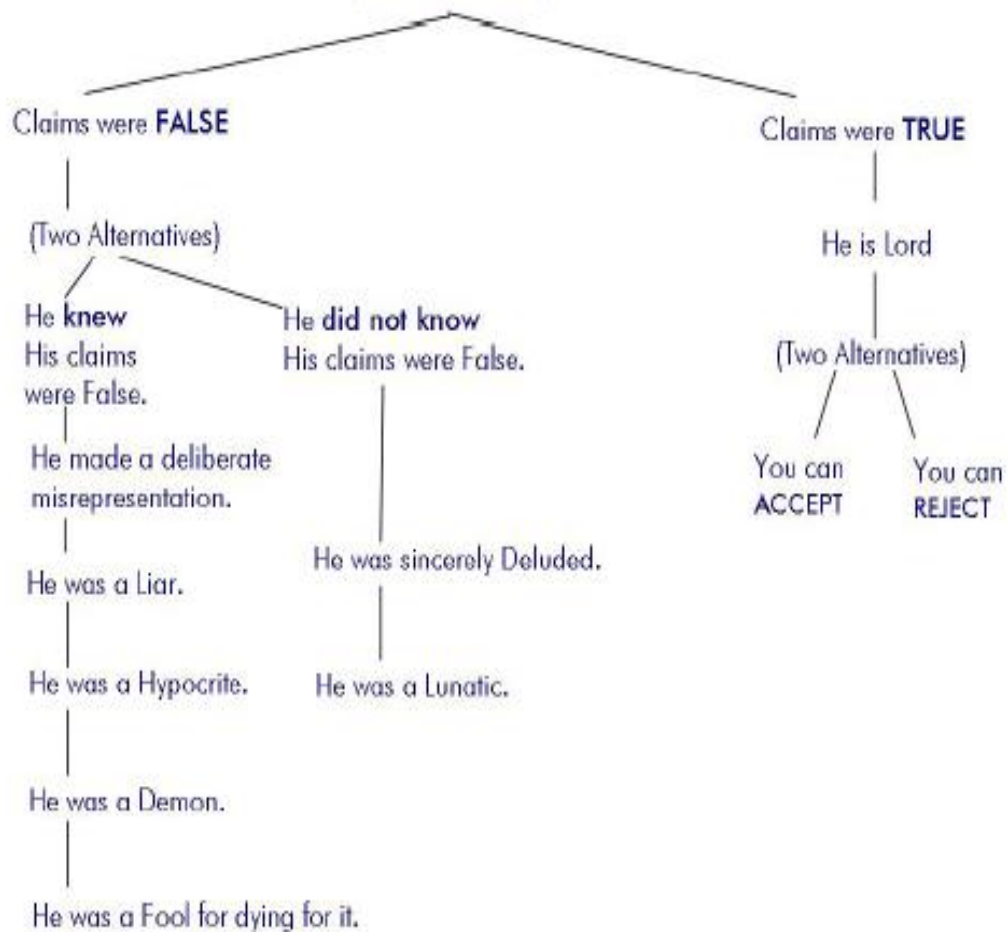 Claims were FALSE
Claims were TRUE
(Two Alternatives)
He is Lord
He knew
His claims
were False.
He did not know
His claims were False.
(Two Alternatives)
He made a deliberate
misrepresentation.
You can
ACCEPT
You can
REJECT
He was sincerely Deluded.
He was a Liar.
He was a Hypocrite.
He was a Lunatic.
He was a Demon.
He was a Fool for dying for it.